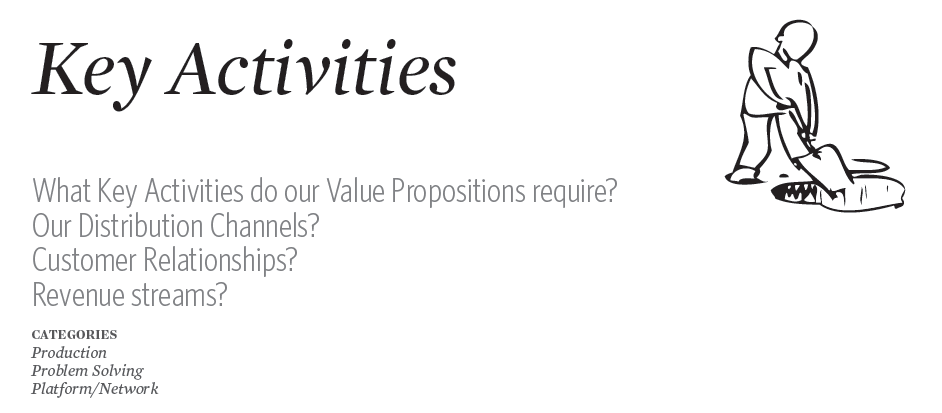 Key Activities
What Key Activities do our Value Propositions require?
Our Distribution Channels?
Customer Relationships?
Revenue streams?
CATEGORIES
Production
Problem Solving
Platform/Network